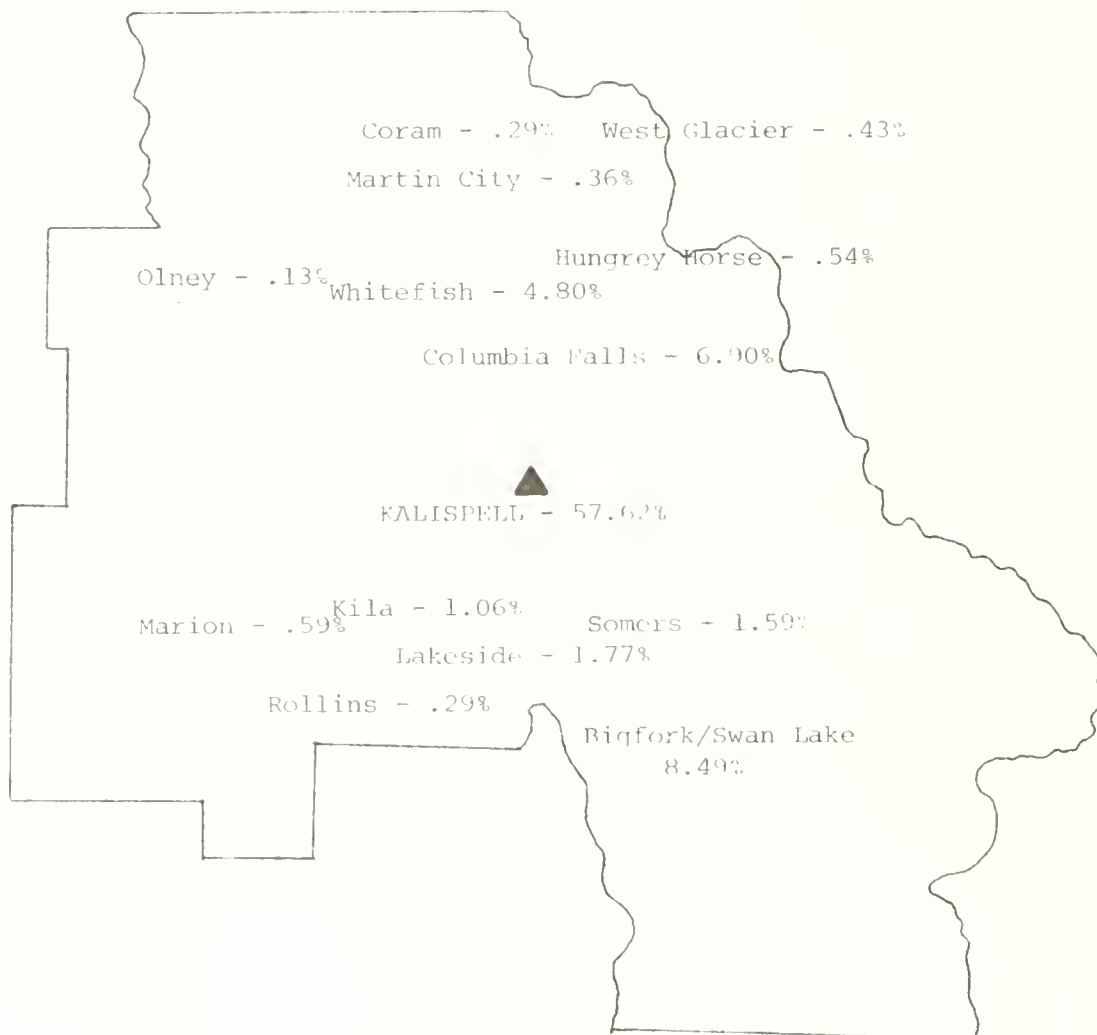 Coram - .29% West Glacier - .43%
Martin City - .36%
Hungrey Horse - .54%
Olney - .13%
Whitefish - 4.80%
Columbia Falls - 6.90%
KALISPELL - 57.62%
Kila - 1.06%
Marion - .59%
Somers - 1.59%
Lakeside - 1.77%
Rollins - .29%
Bigfork/Swan Lake
8.49%